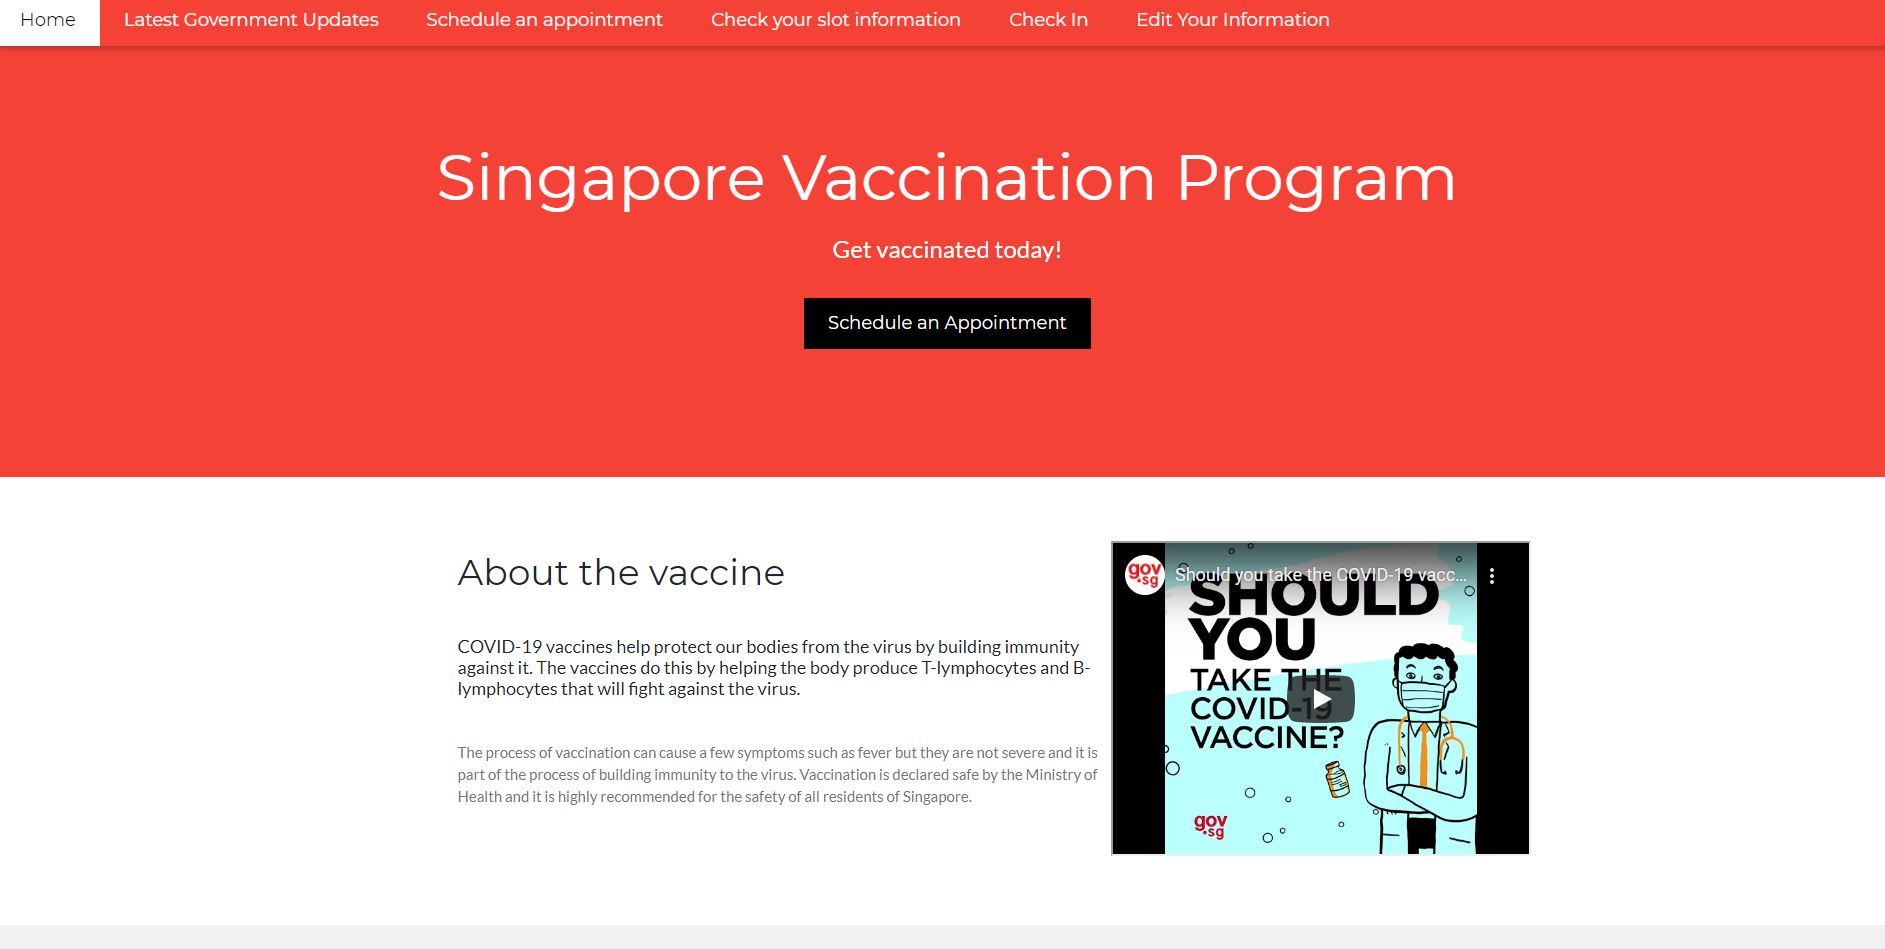 Home Latest Government Updates Schedule an appointment Check your slot information Check In Edit Your Information
Singapore Vaccination Program
Get vaccinated today!
Schedule an Appointment
About the vaccine
COVID-19 vaccines help protect our bodies from the virus by building immunity
against it. The vaccines do this by helping the body produce T-lymphocytes and B-
lymphocytes that will fight against the virus.
The process of vaccination can cause a few symptoms such as fever but they are not severe and it is
part of the process of building immunity to the virus. Vaccination is declared safe by the Ministry of
Health and it is highly recommended for the safety of all residents of Singapore.
gov
.sg
Should you take the COVID-19 vacc...
SHOULD
YOU
TAKE THE
COVID-19
VACCINE?
gov
.sg